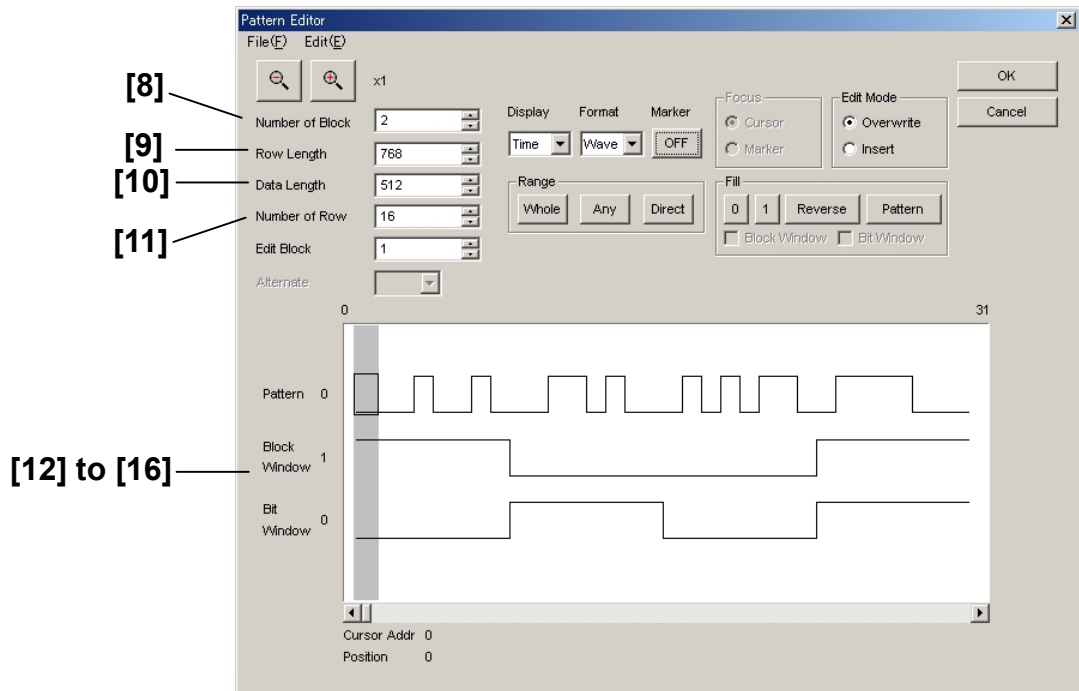 Pattern Editor
File(F) Edit(E)
x1
OK
Cancel
[8]
[9]
[10]
[11]
Number of Block 2
Row Length 768
Data Length 512
Number of Row 16
Edit Block 1
Alternate
Display Format Marker
Time Wave OFF
Focus
Cursor
Marker
Edit Mode
Overwrite
Insert
Range
Whole Any Direct
Fill
0 1 Reverse Pattern
Block Window Bit Window
0 31
Pattern 0
[12] to [16]
Block
Window 1
Bit
Window 0
Cursor Addr 0
Position 0